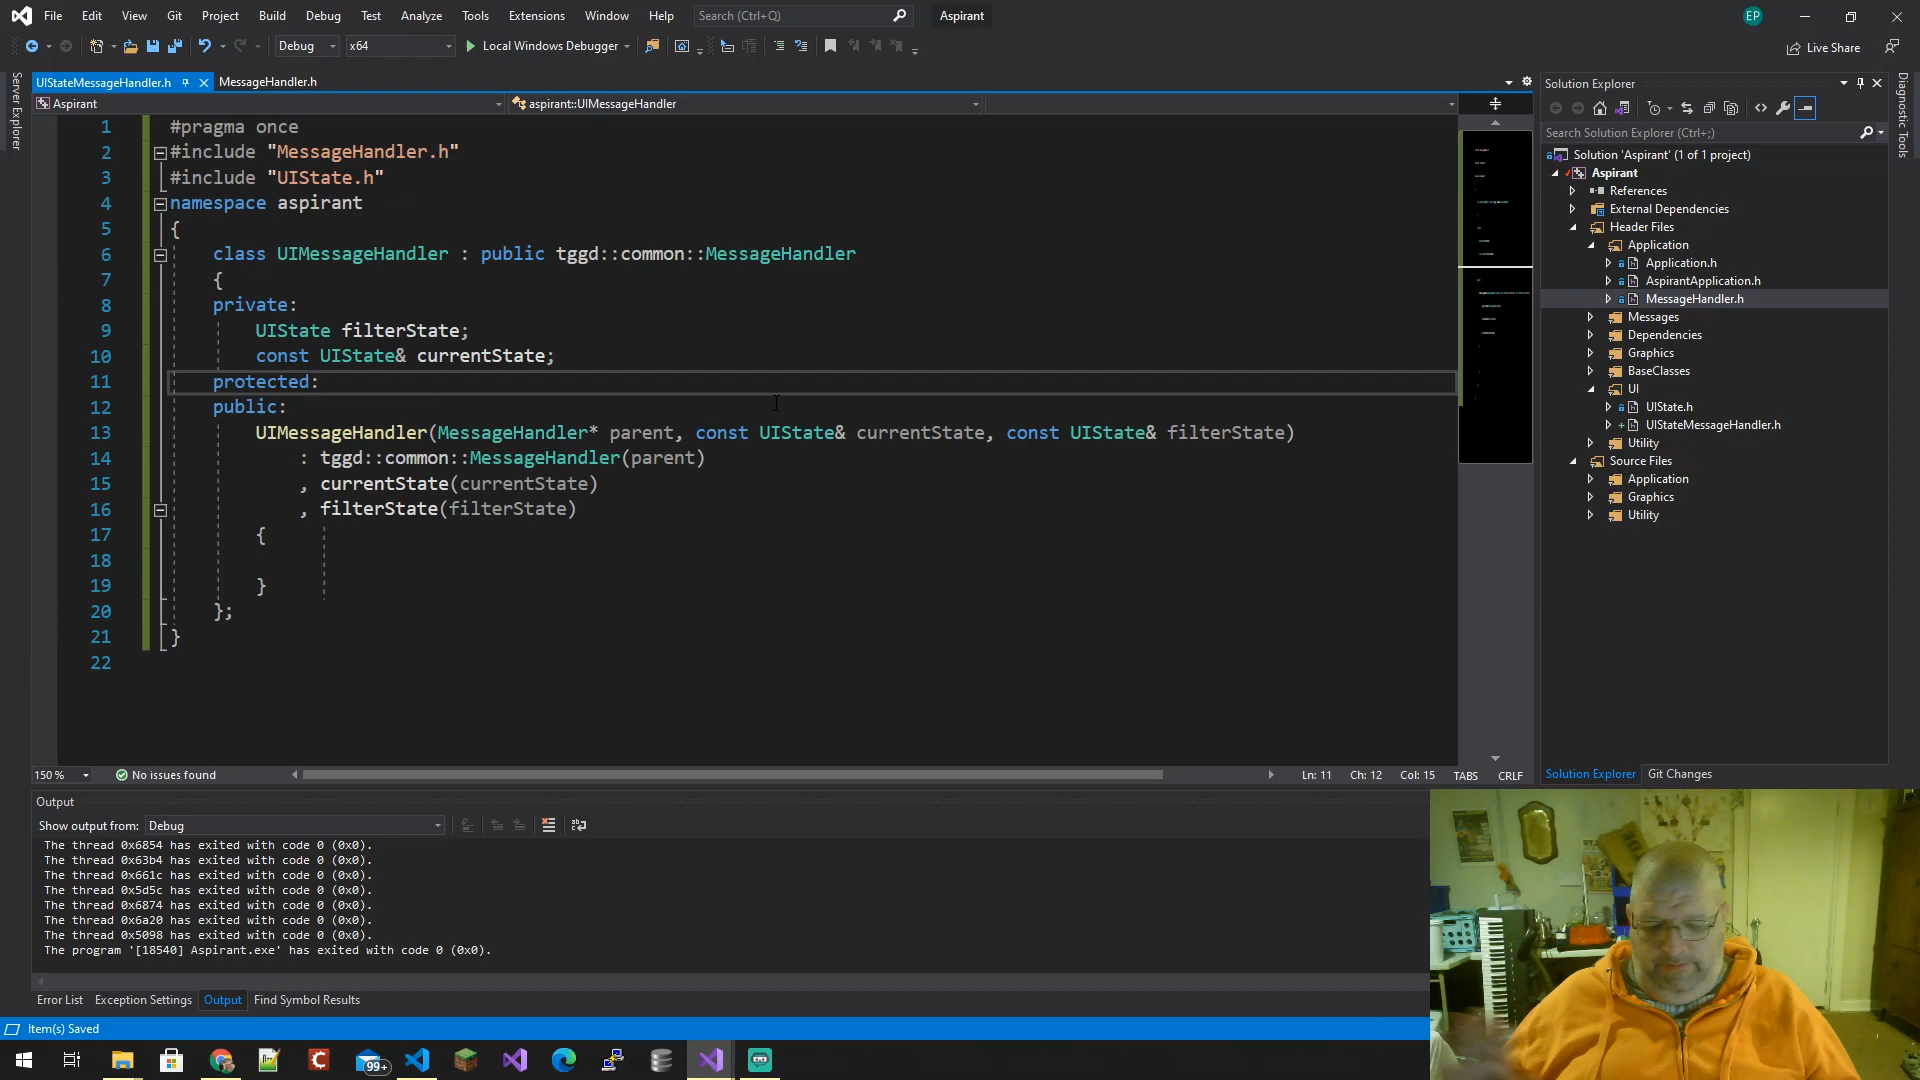 File Edit View Git Project Build Debug Test Analyze Tools Extensions Window Help Search (Ctrl+Q) Aspirant EP
Debug x64 Local Windows Debugger Live Share
Server Explorer
UIStateMessageHandler.h MessageHandler.h
Aspirant aspirant::UIMessageHandler
1 #pragma once
2 #include "MessageHandler.h"
3 #include "UIState.h"
4 namespace aspirant
5 {
6 class UIMessageHandler : public tggd::common::MessageHandler
7 {
8 private:
9 UIState filterState;
10 const UIState& currentState;
11 protected:
12 public:
13 UIMessageHandler(MessageHandler* parent, const UIState& currentState, const UIState& filterState)
14 : tggd::common::MessageHandler(parent)
15 , currentState(currentState)
16 , filterState(filterState)
17 {
18
19 }
20 };
21 }
22
150 % No issues found Ln: 11 Ch: 12 Col: 15 TABS CRLF
Solution Explorer
Search Solution Explorer (Ctrl+;)
Solution 'Aspirant' (1 of 1 project)
Aspirant
References
External Dependencies
Header Files
Application
Application.h
AspirantApplication.h
MessageHandler.h
Messages
Dependencies
Graphics
BaseClasses
UI
UIState.h
UIStateMessageHandler.h
Utility
Source Files
Application
Graphics
Utility
Solution Explorer Git Changes
Diagnostic Tools
Output
Show output from: Debug
The thread 0x6854 has exited with code 0 (0x0).
The thread 0x63b4 has exited with code 0 (0x0).
The thread 0x661c has exited with code 0 (0x0).
The thread 0x5d5c has exited with code 0 (0x0).
The thread 0x6874 has exited with code 0 (0x0).
The thread 0x6a20 has exited with code 0 (0x0).
The thread 0x5098 has exited with code 0 (0x0).
The program '[18540] Aspirant.exe' has exited with code 0 (0x0).
Error List Exception Settings Output Find Symbol Results
Item(s) Saved
99+